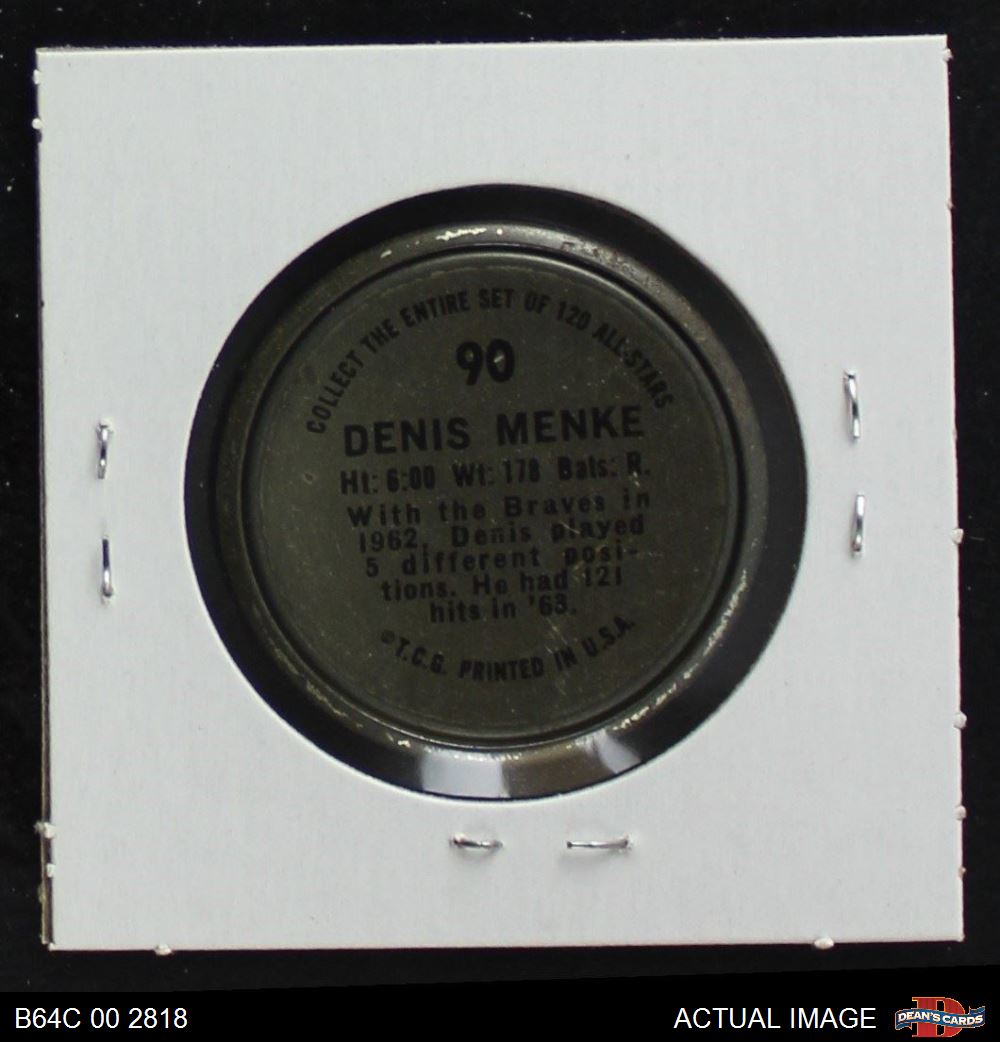 COLLECT THE ENTIRE SET OF 120 ALL-STARS
90
DENIS MENKE
Ht: 6:00 Wt: 178 Bats: R.
With the Braves in
1962, Denis played
5 different posi-
tions. He had 121
hits in '63.
©T.C.G. PRINTED IN U.S.A.
B64C 00 2818
ACTUAL IMAGE
DEAN'S CARDS